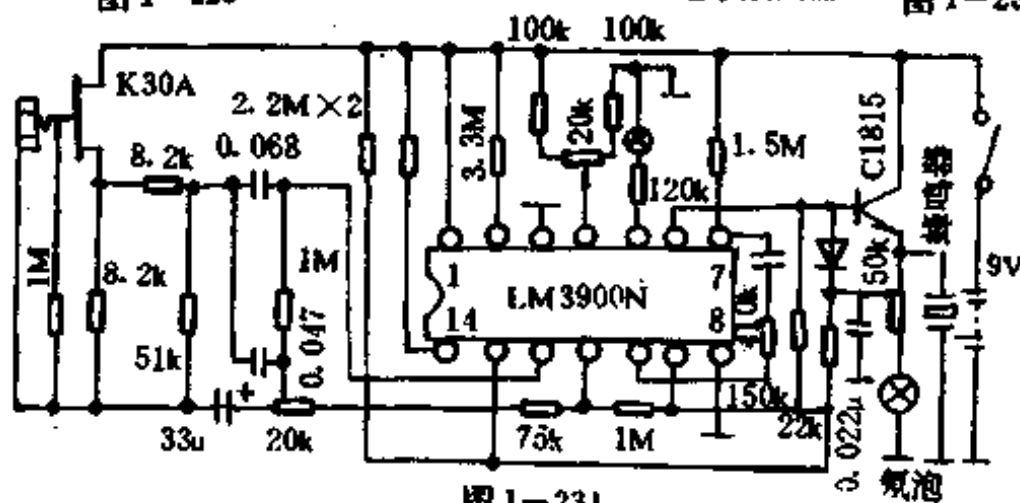 100k 100k
K30A
2. 2M×2
8. 2k
0. 068
3. 3M
20k
120k
1. 5M
C1815
蜂鸣器
9V
1M
8. 2k
51k
1M
0. 047
1
7
LM3900N
14
8
150k
50k
22k
0. 022u
33u
20k
75k
1M
氖泡
图 1—231